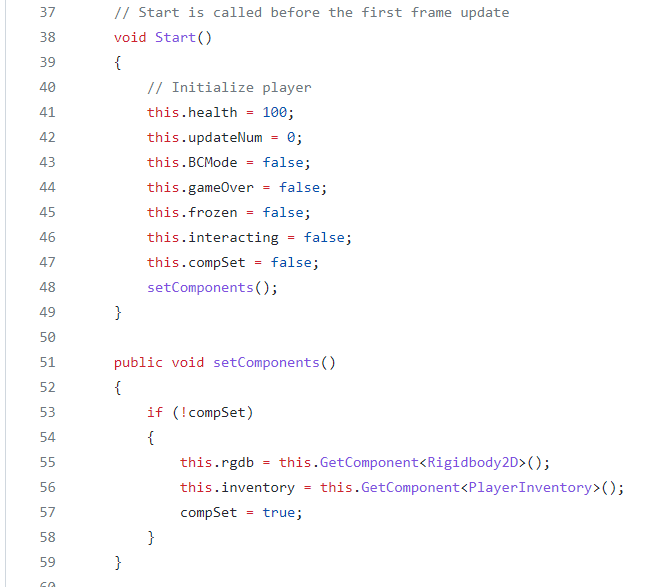 37 // Start is called before the first frame update
38 void Start()
39 {
40 // Initialize player
41 this.health = 100;
42 this.updateNum = 0;
43 this.BCMode = false;
44 this.gameOver = false;
45 this.frozen = false;
46 this.interacting = false;
47 this.compSet = false;
48 setComponents();
49 }
50
51 public void setComponents()
52 {
53 if (!compSet)
54 {
55 this.rgdb = this.GetComponent<Rigidbody2D>();
56 this.inventory = this.GetComponent<PlayerInventory>();
57 compSet = true;
58 }
59 }
60